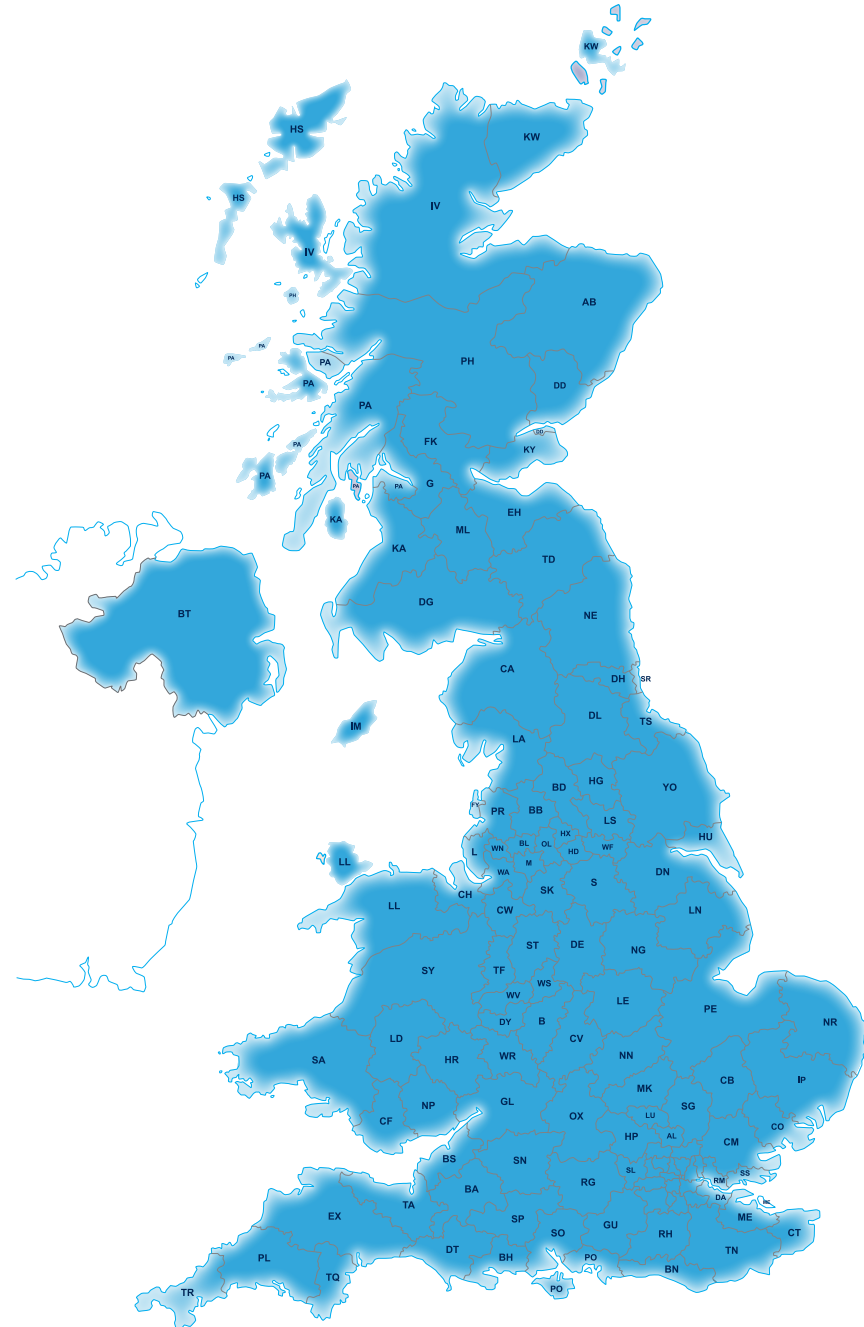 KW
HS
KW
HS
IV
IV
PH
AB
PA
PA
PA
PH
PA
DD
PA
FK
DD
PA
KY
PA
G
PA
PA
KA
EH
ML
KA
TD
DG
BT
NE
CA
DH
SR
DL
TS
IM
LA
HG
BD
YO
FY
PR
BB
LS
HX
HU
L
WN
BL
OL
HD
WF
LL
M
WA
DN
CH
SK
S
LL
CW
LN
ST
DE
NG
SY
TF
WS
WV
LE
PE
DY
B
NR
LD
CV
SA
HR
WR
NN
CB
IP
MK
GL
NP
SG
CF
OX
LU
CO
HP
AL
CM
BS
SN
SL
SS
RG
RM
BA
DA
TA
EX
SP
GU
ME
SO
RH
CT
DT
PL
BH
PO
TN
BN
TQ
TR
PO